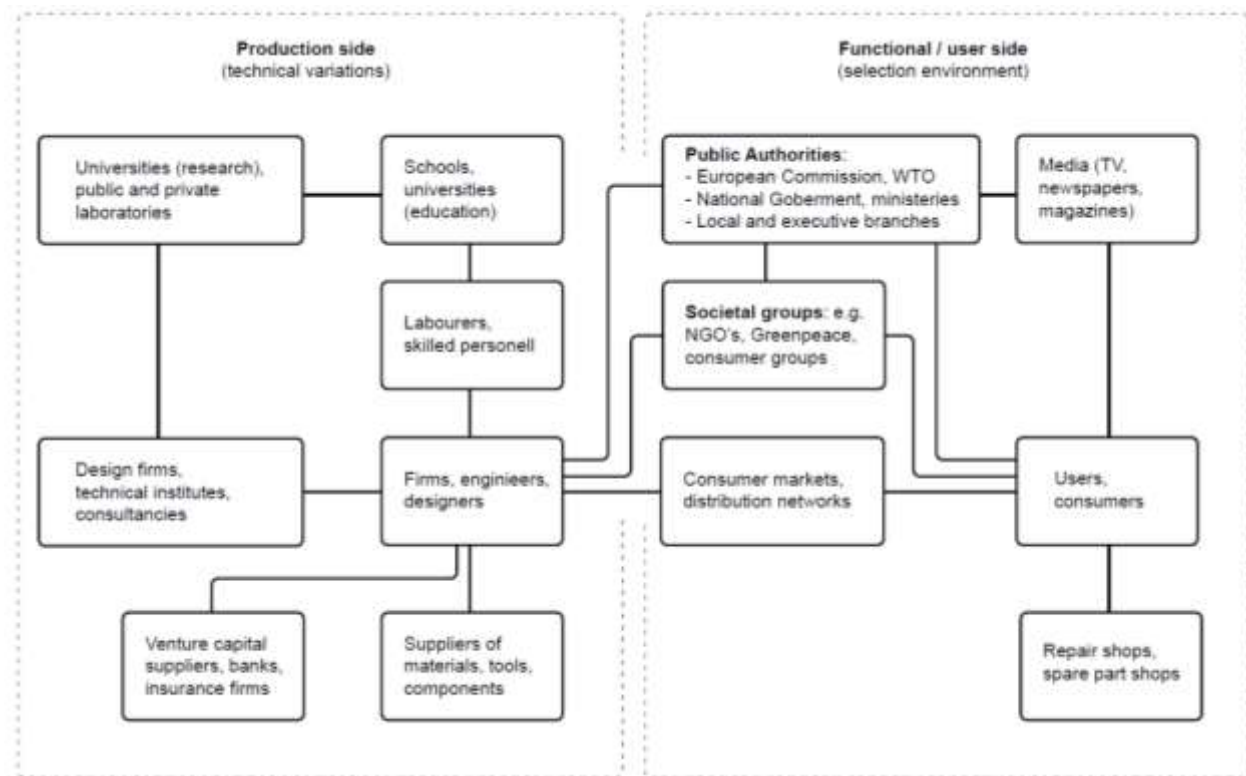 Production side
(technical variations)
Functional / user side
(selection environment)
Universities (research),
public and private
laboratories
Schools,
universities
(education)
Public Authorities:
- European Commission, WTO
- National Goberment, ministeries
- Local and executive branches
Media (TV,
newspapers,
magazines)
Labourers,
skilled personell
Societal groups: e.g.
NGO's, Greenpeace,
consumer groups
Design firms,
technical institutes,
consultancies
Firms, enginieers,
designers
Consumer markets,
distribution networks
Users,
consumers
Venture capital
suppliers, banks,
insurance firms
Suppliers of
materials, tools,
components
Repair shops,
spare part shops